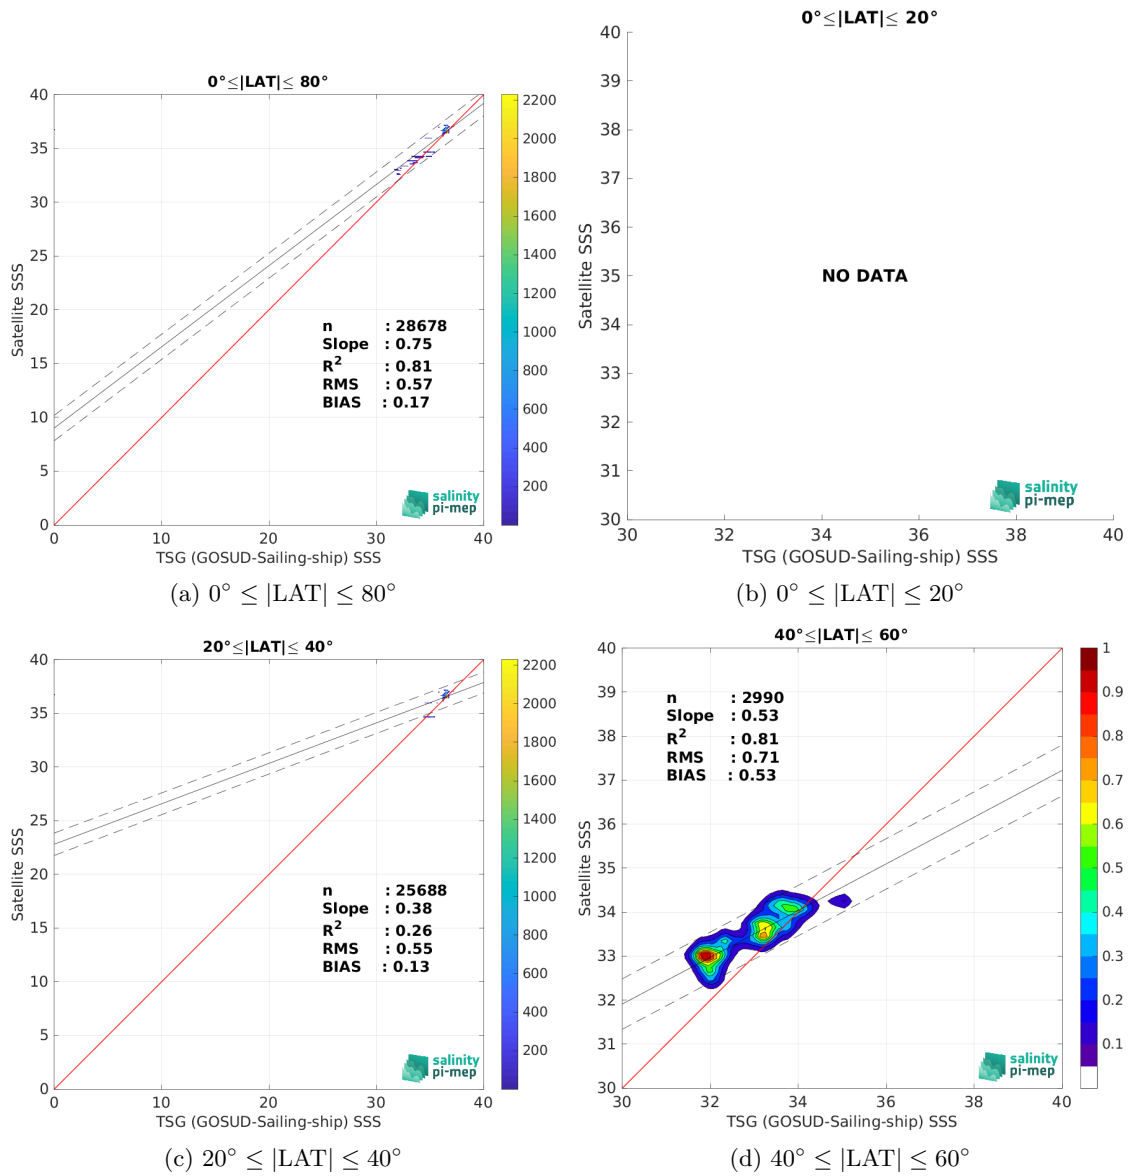 0°≤|LAT|≤ 80°
40
35
30
25
20
15
10
5
0
Satellite SSS
n : 28678
Slope : 0.75
R2 : 0.81
RMS : 0.57
BIAS : 0.17
salinity
pi-mep
0 10 20 30 40
TSG (GOSUD-Sailing-ship) SSS
2200
2000
1800
1600
1400
1200
1000
800
600
400
200
(a) 0° ≤ |LAT| ≤ 80°
0°≤|LAT|≤ 20°
40
39
38
37
36
35
34
33
32
31
30
Satellite SSS
NO DATA
salinity
pi-mep
30 32 34 36 38 40
TSG (GOSUD-Sailing-ship) SSS
(b) 0° ≤ |LAT| ≤ 20°
20°≤|LAT|≤ 40°
40
35
30
25
20
15
10
5
0
Satellite SSS
n : 25688
Slope : 0.38
R2 : 0.26
RMS : 0.55
BIAS : 0.13
salinity
pi-mep
0 10 20 30 40
TSG (GOSUD-Sailing-ship) SSS
2200
2000
1800
1600
1400
1200
1000
800
600
400
200
(c) 20° ≤ |LAT| ≤ 40°
40°≤|LAT|≤ 60°
40
39
38
37
36
35
34
33
32
31
30
Satellite SSS
n : 2990
Slope : 0.53
R2 : 0.81
RMS : 0.71
BIAS : 0.53
salinity
pi-mep
30 32 34 36 38 40
TSG (GOSUD-Sailing-ship) SSS
1
0.9
0.8
0.7
0.6
0.5
0.4
0.3
0.2
0.1
(d) 40° ≤ |LAT| ≤ 60°